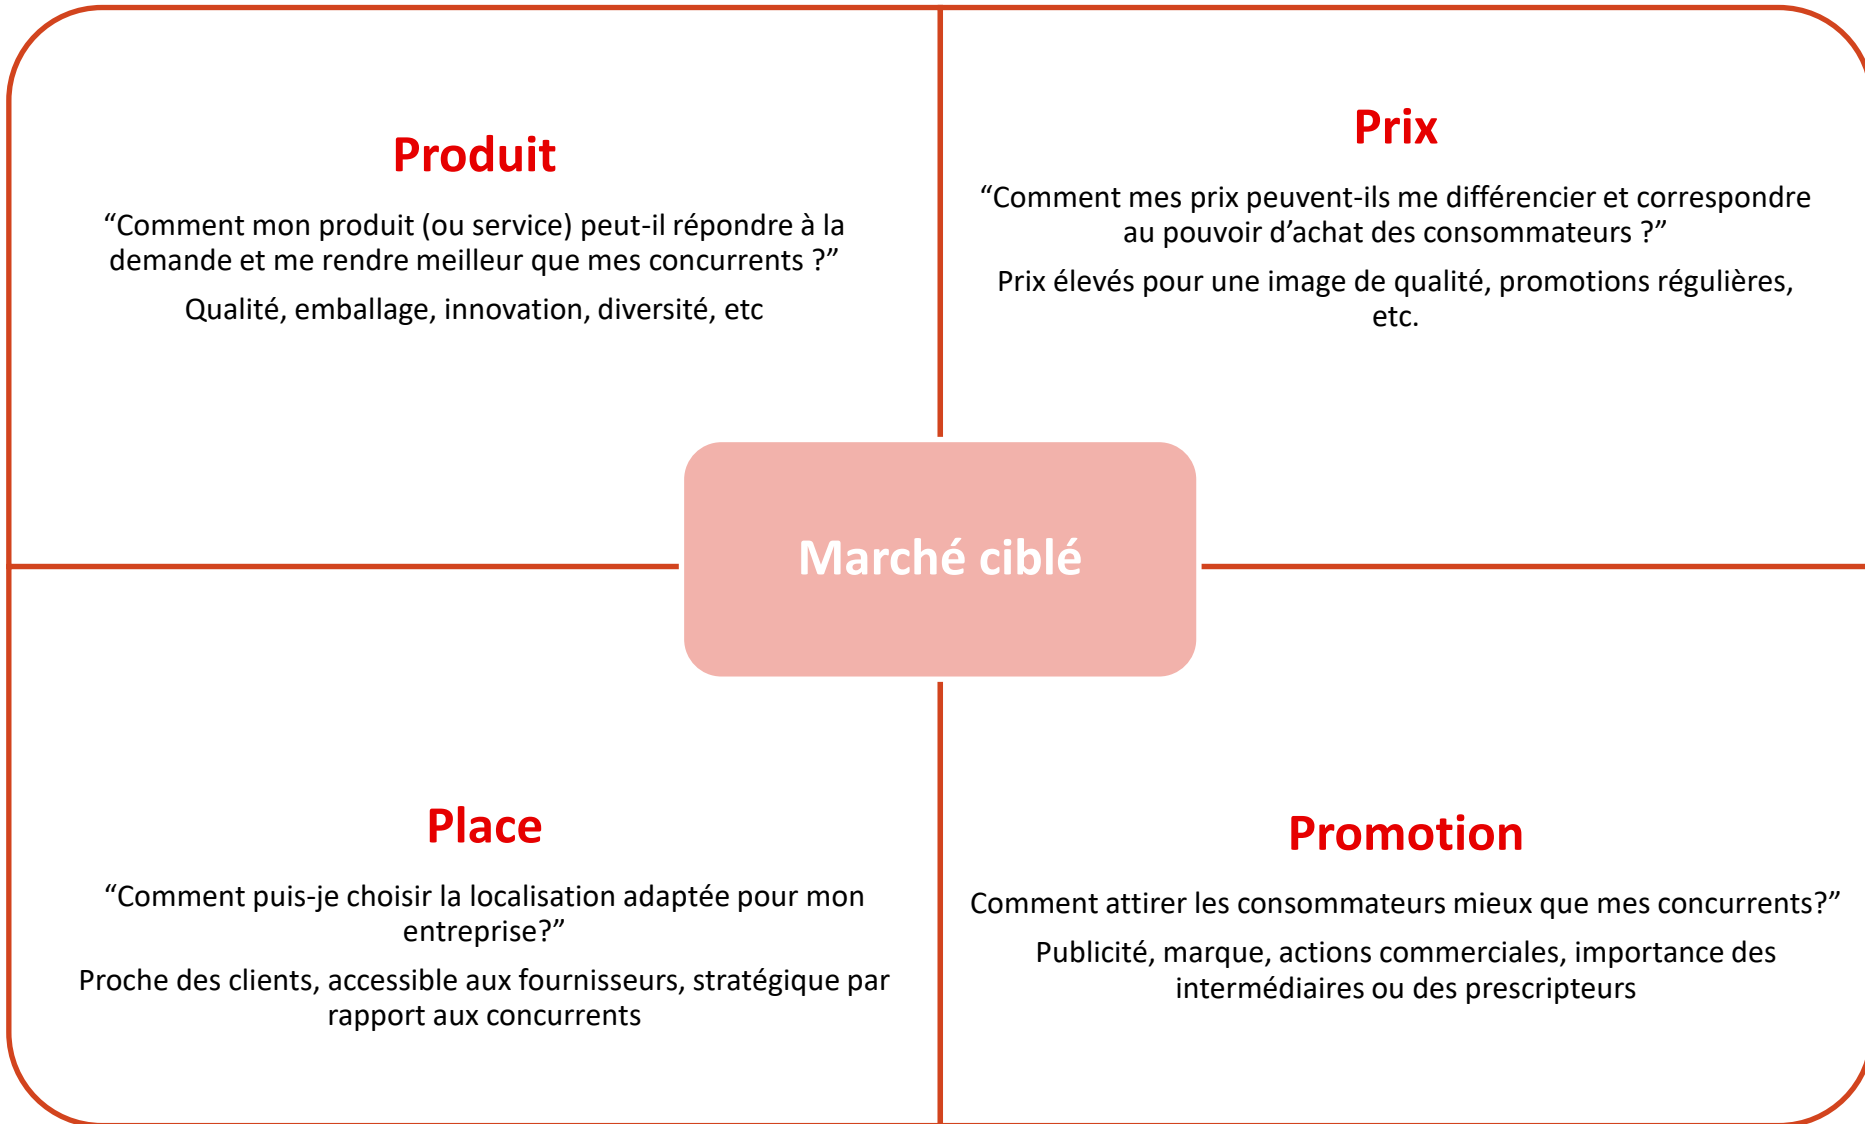 Produit
“Comment mon produit (ou service) peut-il répondre à la
demande et me rendre meilleur que mes concurrents ?”
Qualité, emballage, innovation, diversité, etc
Prix
“Comment mes prix peuvent-ils me différencier et correspondre
au pouvoir d’achat des consommateurs ?”
Prix élevés pour une image de qualité, promotions régulières,
etc.
Marché ciblé
Place
“Comment puis-je choisir la localisation adaptée pour mon
entreprise?”
Proche des clients, accessible aux fournisseurs, stratégique par
rapport aux concurrents
Promotion
Comment attirer les consommateurs mieux que mes concurrents?”
Publicité, marque, actions commerciales, importance des
intermédiaires ou des prescripteurs